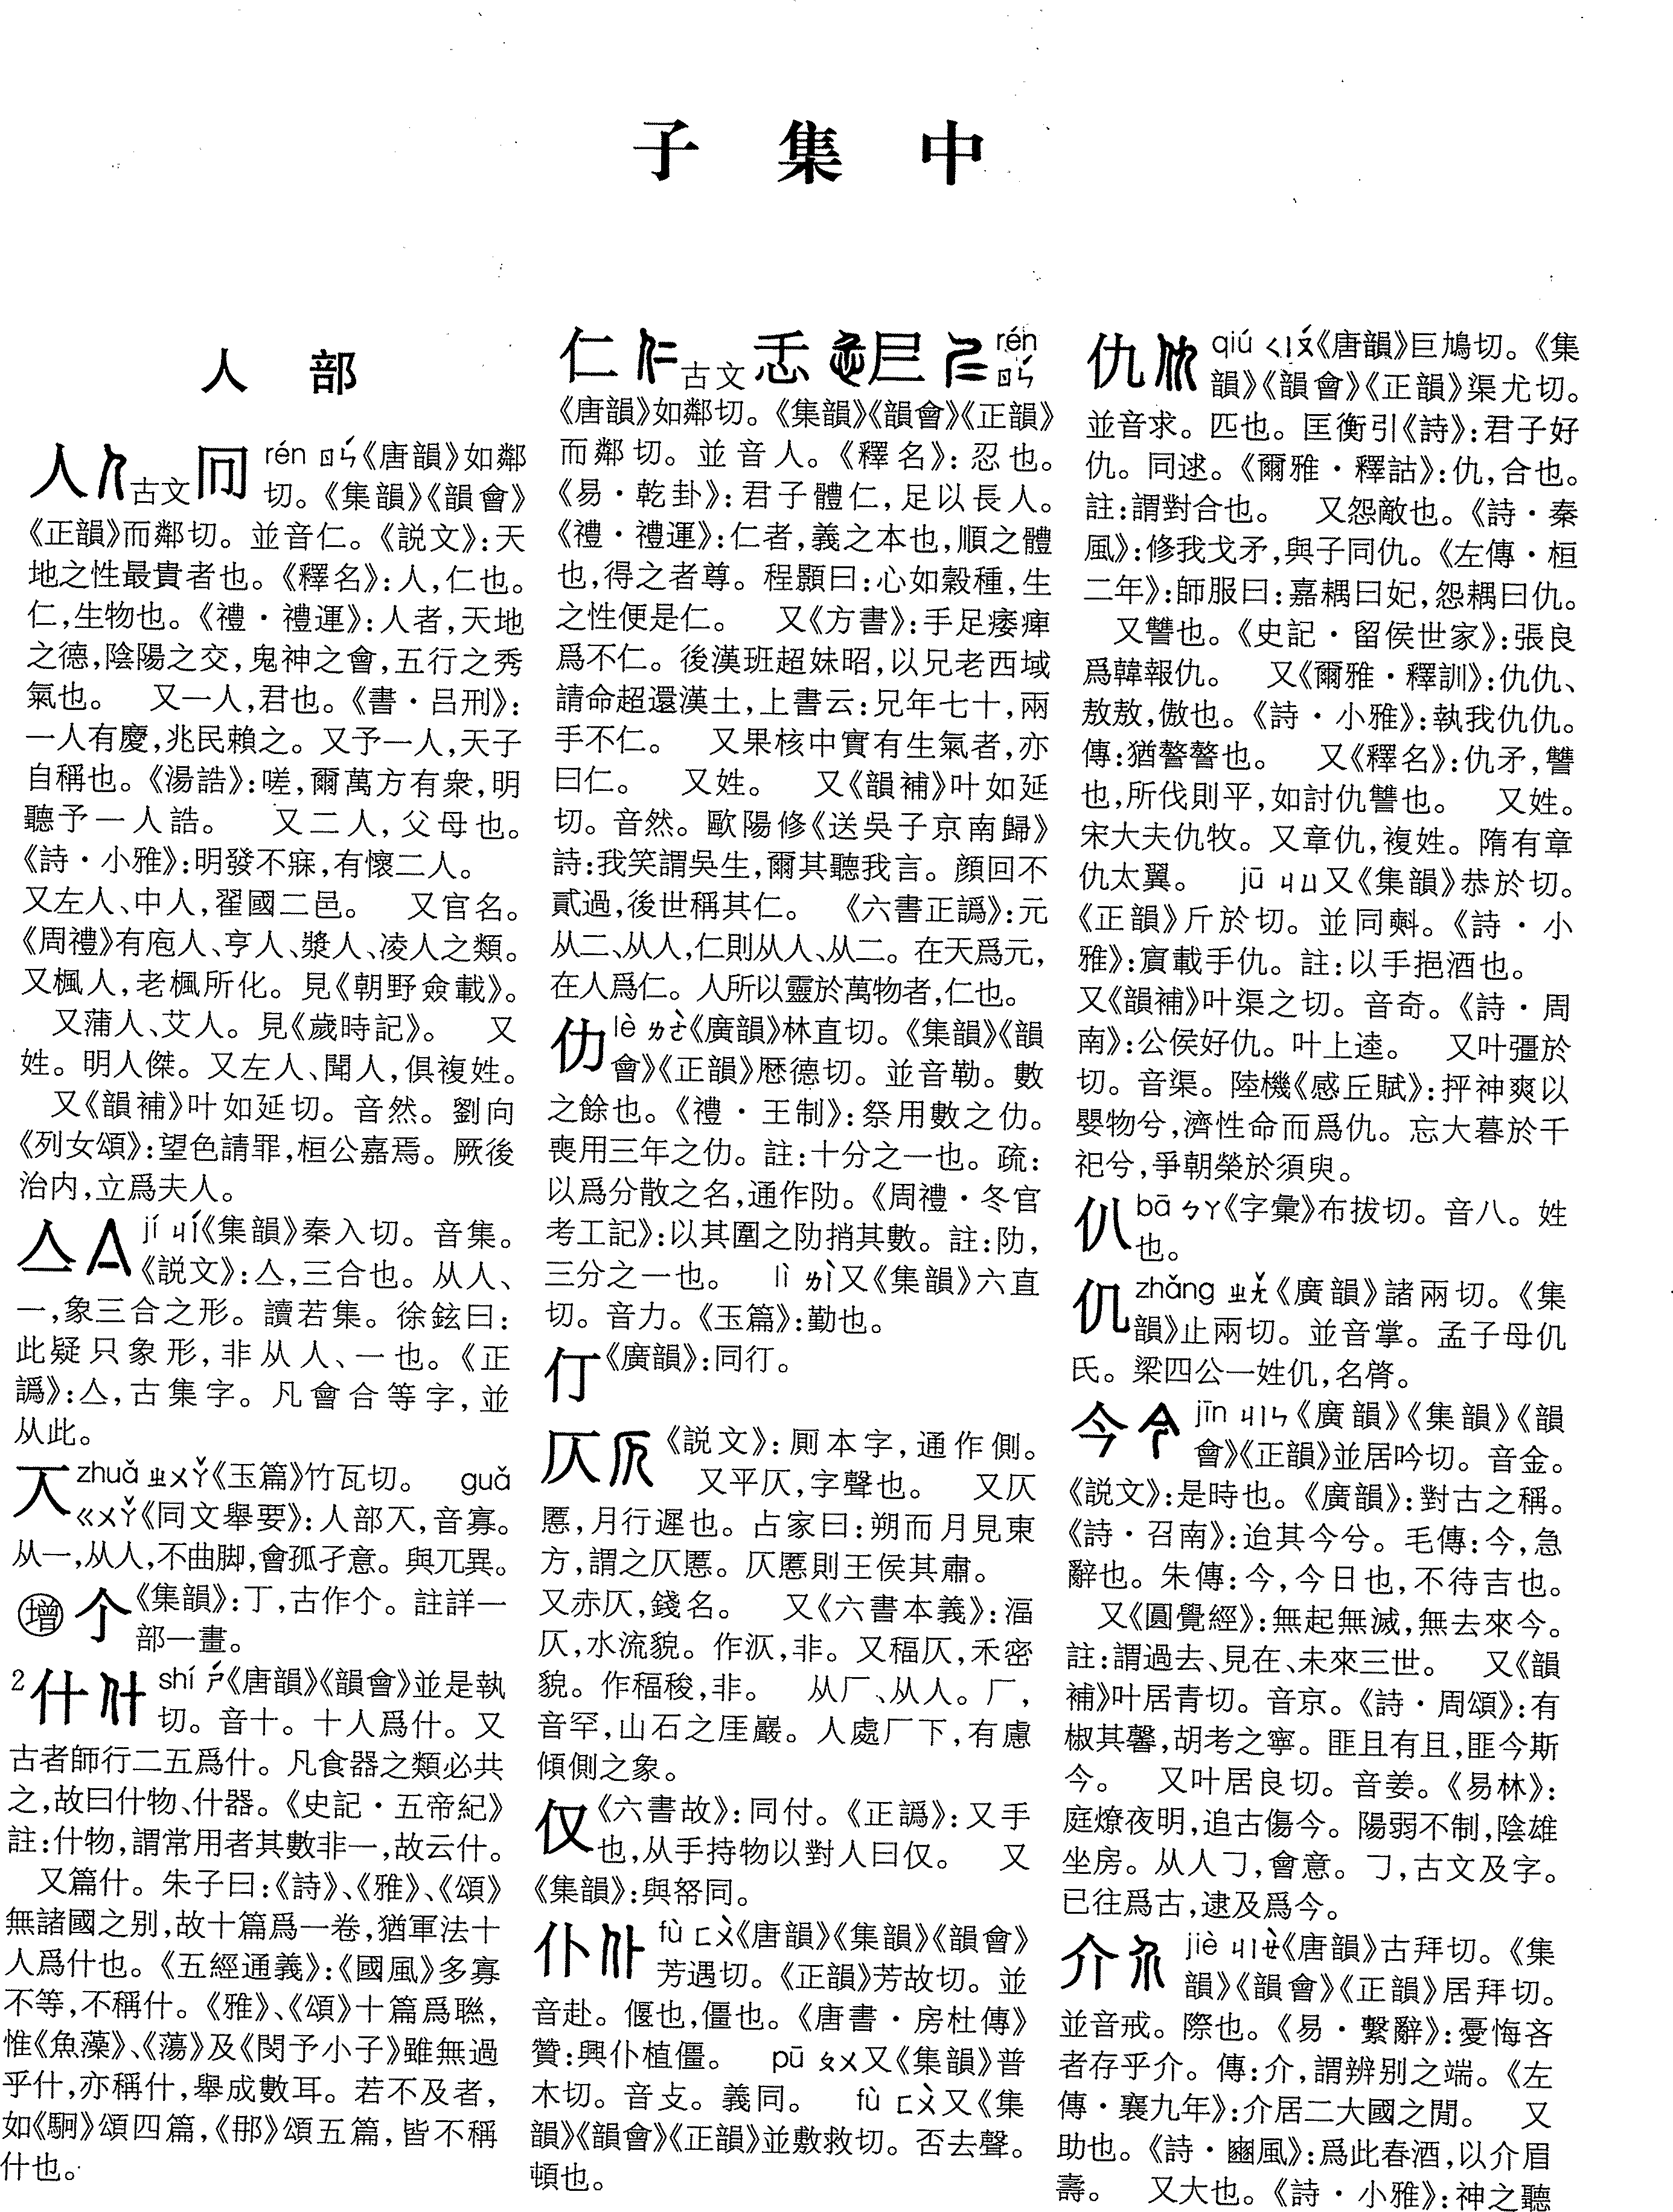 子集中
人部
人 古文 𠔽 rén ㄖㄣˊ《唐韻》如鄰
切。《集韻》《韻會》
《正韻》而鄰切。並音仁。《説文》：天
地之性最貴者也。《釋名》：人，仁也。
仁，生物也。《禮·禮運》：人者，天地
之德，陰陽之交，鬼神之會，五行之秀
氣也。 又一人，君也。《書·吕刑》：
一人有慶，兆民賴之。又予一人，天子
自稱也。《湯誥》：嗟，爾萬方有衆，明
聽予一人誥。 又二人，父母也。
《詩·小雅》：明發不寐，有懷二人。
又左人、中人，翟國二邑。 又官名。
《周禮》有庖人、亨人、漿人、凌人之類。
又楓人，老楓所化。見《朝野僉載》。
又蒲人、艾人。見《歲時記》。 又
姓。明人傑。又左人、聞人，俱複姓。
又《韻補》叶如延切。音然。劉向
《列女頌》：望色請罪，桓公嘉焉。厥後
治内，立爲夫人。
亼 jí ㄐㄧˊ《集韻》秦入切。音集。
《説文》：亼，三合也。从人、
一，象三合之形。讀若集。徐鉉曰：
此疑只象形，非从人、一也。《正
譌》：亼，古集字。凡會合等字，並
从此。
𠆣 zhuǎ ㄓㄨㄚˇ《玉篇》竹瓦切。 guǎ
ㄍㄨㄚˇ《同文舉要》：人部𠆣，音寡。
从一，从人，不曲脚，會孤孑意。與兀異。
增 个《集韻》：丁，古作个。註詳一
部一畫。
2 什 shí ㄕˊ《唐韻》《韻會》並是執
切。音十。十人爲什。又
古者師行二五爲什。凡食器之類必共
之，故曰什物、什器。《史記·五帝紀》
註：什物，謂常用者其數非一，故云什。
又篇什。朱子曰：《詩》、《雅》、《頌》
無諸國之别，故十篇爲一卷，猶軍法十
人爲什也。《五經通義》：《國風》多寡
不等，不稱什。《雅》、《頌》十篇爲聮，
惟《魚藻》、《蕩》及《閔予小子》雖無過
乎什，亦稱什，舉成數耳。若不及者，
如《駉》頌四篇，《那》頌五篇，皆不稱
什也。
仁 古文 忎 𡰥 rén ㄖㄣˊ
《唐韻》如鄰切。《集韻》《韻會》《正韻》
而鄰切。並音人。《釋名》：忍也。
《易·乾卦》：君子體仁，足以長人。
《禮·禮運》：仁者，義之本也，順之體
也，得之者尊。程顥曰：心如穀種，生
之性便是仁。 又《方書》：手足痿痺
爲不仁。後漢班超妹昭，以兄老西域
請命超還漢土，上書云：兄年七十，兩
手不仁。 又果核中實有生氣者，亦
曰仁。 又姓。 又《韻補》叶如延
切。音然。歐陽修《送吳子京南歸》
詩：我笑謂吳生，爾其聽我言。顔回不
貳過，後世稱其仁。 《六書正譌》：元
从二、从人，仁則从人、从二。在天爲元，
在人爲仁。人所以靈於萬物者，仁也。
仂 lè ㄌㄜˋ《廣韻》林直切。《集韻》《韻
會》《正韻》歷德切。並音勒。數
之餘也。《禮·王制》：祭用數之仂。
喪用三年之仂。註：十分之一也。疏：
以爲分散之名，通作阞。《周禮·冬官
考工記》：以其圍之阞捎其數。註：阞，
三分之一也。 lì ㄌㄧˋ又《集韻》六直
切。音力。《玉篇》：勤也。
仃《廣韻》：同㣔。
仄《説文》：厠本字，通作側。
又平仄，字聲也。 又仄
慝，月行遲也。占家曰：朔而月見東
方，謂之仄慝。仄慝則王侯其肅。
又赤仄，錢名。 又《六書本義》：湢
仄，水流貌。作汳，非。又稫仄，禾密
貌。作稫稄，非。 从厂、从人。厂，
音罕，山石之厓巖。人處厂下，有慮
傾側之象。
仅《六書故》：同付。《正譌》：又手
也，从手持物以對人曰仅。 又
《集韻》：與帑同。
仆 fù ㄈㄨˋ《唐韻》《集韻》《韻會》
芳遇切。《正韻》芳故切。並
音赴。偃也，僵也。《唐書·房杜傳》
贊：興仆植僵。 pū ㄆㄨ又《集韻》普
木切。音攴。義同。 fù ㄈㄨˋ又《集
韻》《韻會》《正韻》並敷救切。否去聲。
頓也。
仇 qiú ㄑㄧㄡˊ《唐韻》巨鳩切。《集
韻》《韻會》《正韻》渠尤切。
並音求。匹也。匡衡引《詩》：君子好
仇。同逑。《爾雅·釋詁》：仇，合也。
註：謂對合也。 又怨敵也。《詩·秦
風》：修我戈矛，與子同仇。《左傳·桓
二年》：師服曰：嘉耦曰妃，怨耦曰仇。
又讐也。《史記·留侯世家》：張良
爲韓報仇。 又《爾雅·釋訓》：仇仇、
敖敖，傲也。《詩·小雅》：執我仇仇。
傳：猶謷謷也。 又《釋名》：仇矛，讐
也，所伐則平，如討仇讐也。 又姓。
宋大夫仇牧。又章仇，複姓。隋有章
仇太翼。 jū ㄐㄩ又《集韻》恭於切。
《正韻》斤於切。並同㪺。《詩·小
雅》：賔載手仇。註：以手挹酒也。
又《韻補》叶渠之切。音奇。《詩·周
南》：公侯好仇。叶上逵。 又叶彊於
切。音渠。陸機《感丘賦》：抨神爽以
嬰物兮，濟性命而爲仇。忘大暮於千
祀兮，爭朝榮於須臾。
仈 bā ㄅㄚ《字彙》布拔切。音八。姓
也。
仉 zhǎng ㄓㄤˇ《廣韻》諸兩切。《集
韻》止兩切。並音掌。孟子母仉
氏。梁四公一姓仉，名䏿。
今 jīn ㄐㄧㄣ《廣韻》《集韻》《韻
會》《正韻》並居吟切。音金。
《説文》：是時也。《廣韻》：對古之稱。
《詩·召南》：迨其今兮。毛傳：今，急
辭也。朱傳：今，今日也，不待吉也。
又《圓覺經》：無起無滅，無去來今。
註：謂過去、見在、未來三世。 又《韻
補》叶居青切。音京。《詩·周頌》：有
椒其馨，胡考之寧。匪且有且，匪今斯
今。 又叶居良切。音姜。《易林》：
庭燎夜明，追古傷今。陽弱不制，陰雄
坐房。从人㇆，會意。㇆，古文及字。
已往爲古，逮及爲今。
介 jiè ㄐㄧㄝˋ《唐韻》古拜切。《集
韻》《韻會》《正韻》居拜切。
並音戒。際也。《易·繫辭》：憂悔吝
者存乎介。傳：介，謂辨别之端。《左
傳·襄九年》：介居二大國之閒。 又
助也。《詩·豳風》：爲此春酒，以介眉
壽。 又大也。《詩·小雅》：神之聽